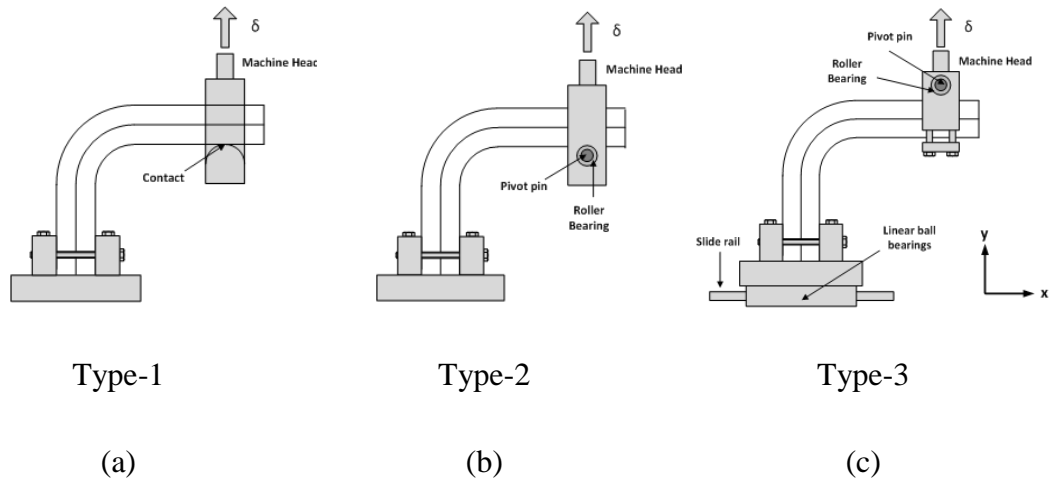 δ
Machine Head
Contact
Type-1
(a)
δ
Machine Head
Pivot pin
Roller
Bearing
Type-2
(b)
δ
Pivot pin
Roller
Bearing
Machine Head
Slide rail
Linear ball
bearings
y
x
Type-3
(c)